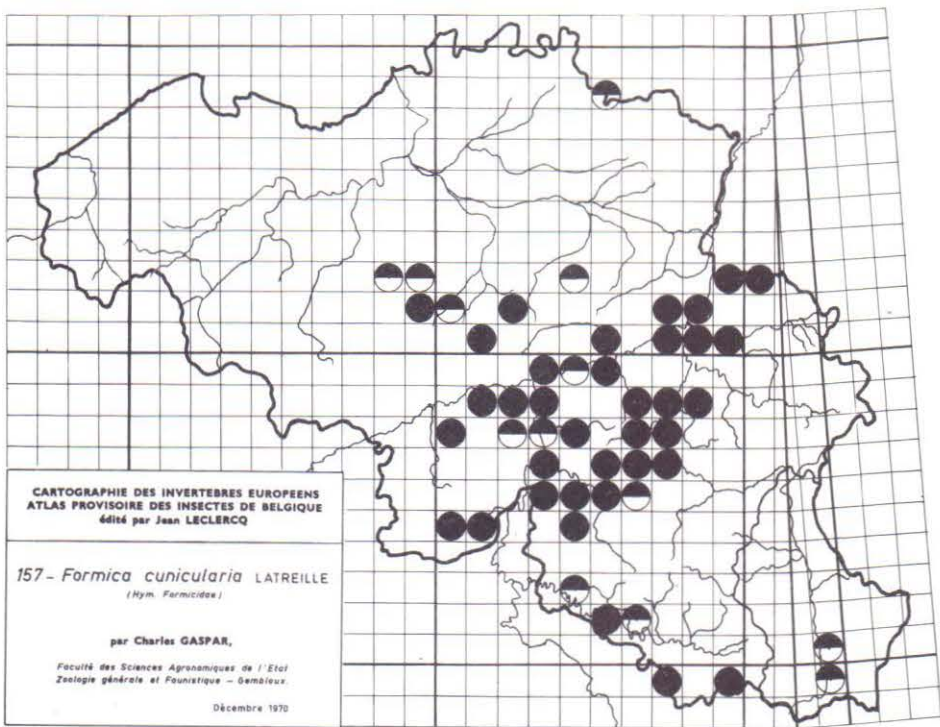 CARTOGRAPHIE DES INVERTEBRES EUROPEENS
ATLAS PROVISOIRE DES INSECTES DE BELGIQUE
édité par Jean LECLERCQ
157 – Formica cunicularia LATREILLE
(Hym. Formicidae)
par Charles GASPAR,
Faculté des Sciences Agronomiques de l'Etat
Zoologie générale et Faunistique – Gembloux.
Décembre 1970